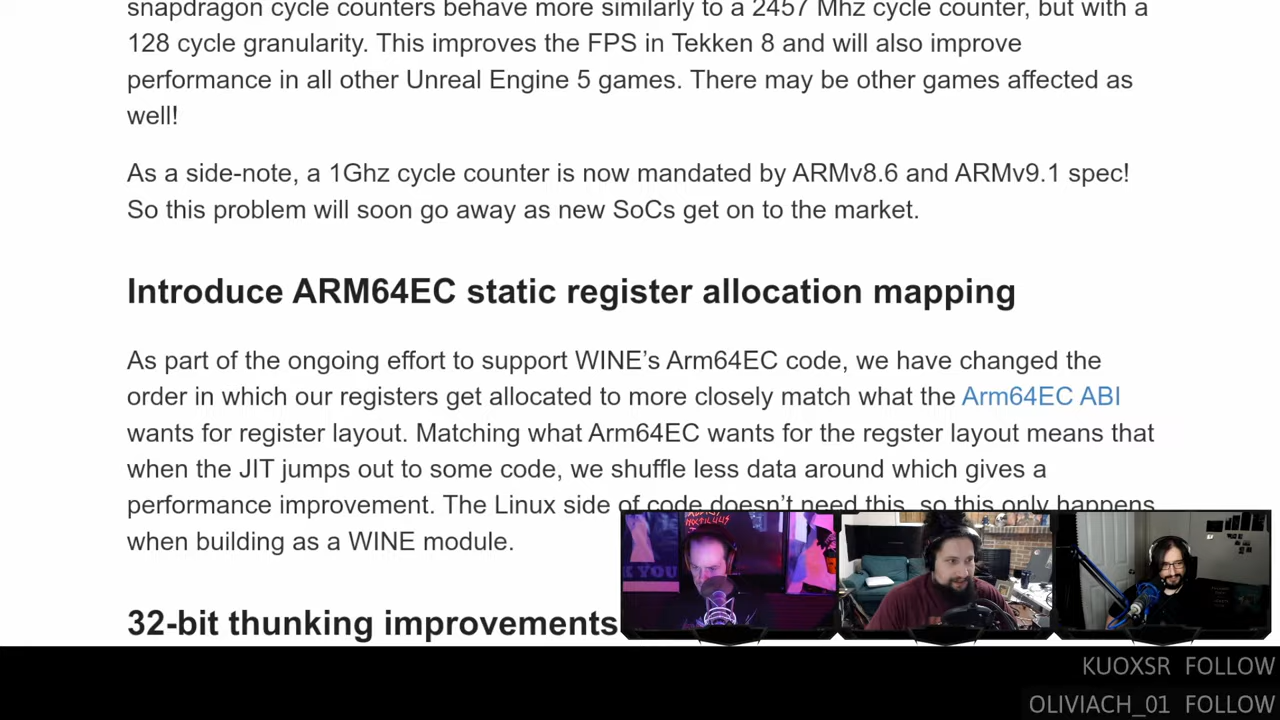 snapdragon cycle counters behave more similarly to a 2457 Mhz cycle counter, but with a
128 cycle granularity. This improves the FPS in Tekken 8 and will also improve
performance in all other Unreal Engine 5 games. There may be other games affected as
well!
As a side-note, a 1Ghz cycle counter is now mandated by ARMv8.6 and ARMv9.1 spec!
So this problem will soon go away as new SoCs get on to the market.
Introduce ARM64EC static register allocation mapping
As part of the ongoing effort to support WINE’s Arm64EC code, we have changed the
order in which our registers get allocated to more closely match what the Arm64EC ABI
wants for register layout. Matching what Arm64EC wants for the regster layout means that
when the JIT jumps out to some code, we shuffle less data around which gives a
performance improvement. The Linux side of code doesn’t need this, so this only happens
when building as a WINE module.
32-bit thunking improvements
KUOXSR FOLLOW
OLIVIACH_01 FOLLOW